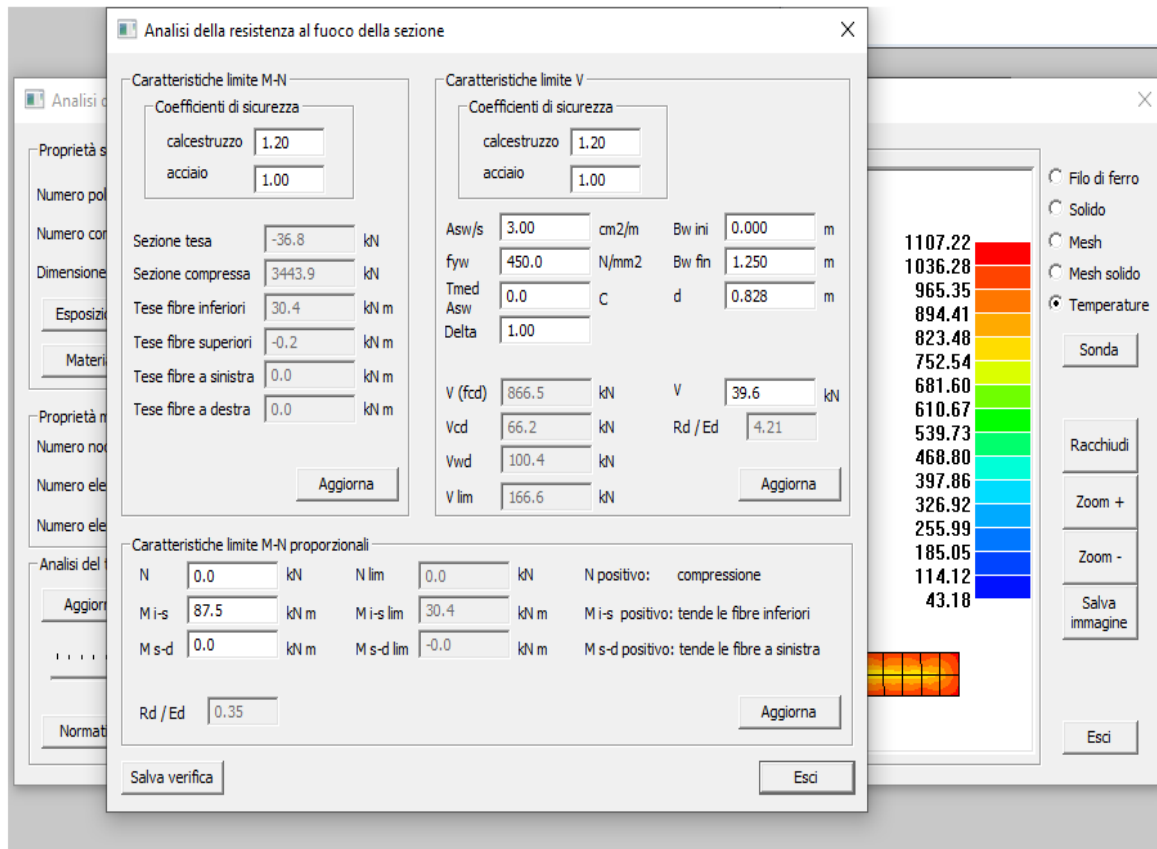 Analisi della resistenza al fuoco della sezione
Caratteristiche limite M-N
Coefficienti di sicurezza
calcestruzzo 1.20
acciaio 1.00
Sezione tesa -36.8 kN
Sezione compressa 3443.9 kN
Tese fibre inferiori 30.4 kN m
Tese fibre superiori -0.2 kN m
Tese fibre a sinistra 0.0 kN m
Tese fibre a destra 0.0 kN m
Aggiorna
Caratteristiche limite V
Coefficienti di sicurezza
calcestruzzo 1.20
acciaio 1.00
Asw/s 3.00 cm2/m Bw ini 0.000 m
fyw 450.0 N/mm2 Bw fin 1.250 m
Tmed Asw 0.0 C d 0.828 m
Delta 1.00
V (fcd) 866.5 kN V 39.6 kN
Vcd 66.2 kN Rd / Ed 4.21
Vwd 100.4 kN
V lim 166.6 kN
Aggiorna
Caratteristiche limite M-N proporzionali
N 0.0 kN N lim 0.0 kN N positivo: compressione
M i-s 87.5 kN m M i-s lim 30.4 kN m M i-s positivo: tende le fibre inferiori
M s-d 0.0 kN m M s-d lim -0.0 kN m M s-d positivo: tende le fibre a sinistra
Rd / Ed 0.35
Aggiorna
Salva verifica
Esci
Analisi
Proprietà s
Numero pol
Numero cor
Dimensione
Esposizi
Materi
Proprietà m
Numero noo
Numero ele
Numero ele
Analisi del t
Aggiorn
Normat
1107.22
1036.28
965.35
894.41
823.48
752.54
681.60
610.67
539.73
468.80
397.86
326.92
255.99
185.05
114.12
43.18
Filo di ferro
Solido
Mesh
Mesh solido
Temperature
Sonda
Racchiudi
Zoom +
Zoom -
Salva immagine
Esci